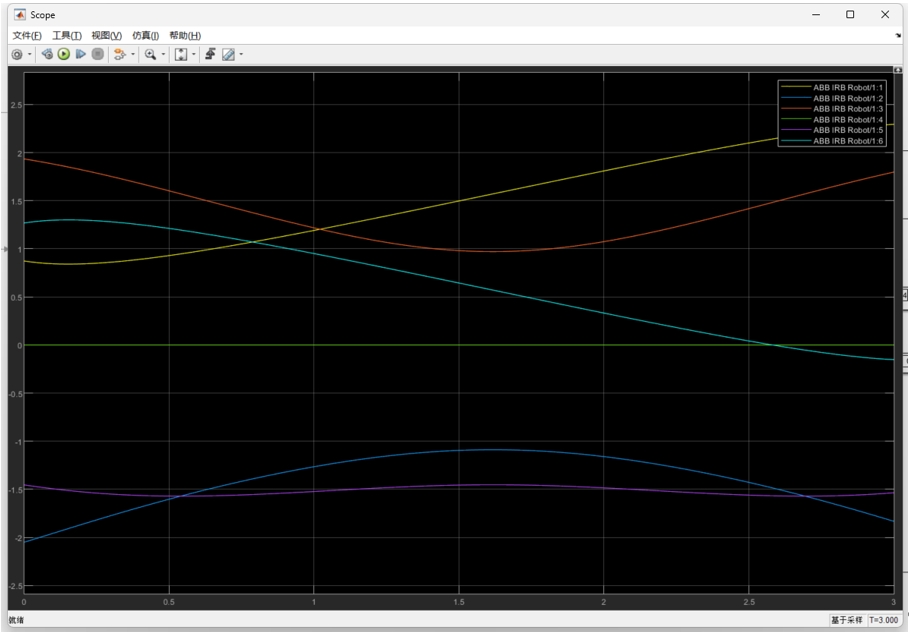 Scope
文件(F) 工具(T) 视图(V) 仿真(I) 帮助(H)
ABB IRB Robot/1:1
ABB IRB Robot/1:2
ABB IRB Robot/1:3
ABB IRB Robot/1:4
ABB IRB Robot/1:5
ABB IRB Robot/1:6
2.5
2
1.5
1
0.5
0
-0.5
-1
-1.5
-2
-2.5
0 0.5 1 1.5 2 2.5 3
就绪 基于采样 T=3.000